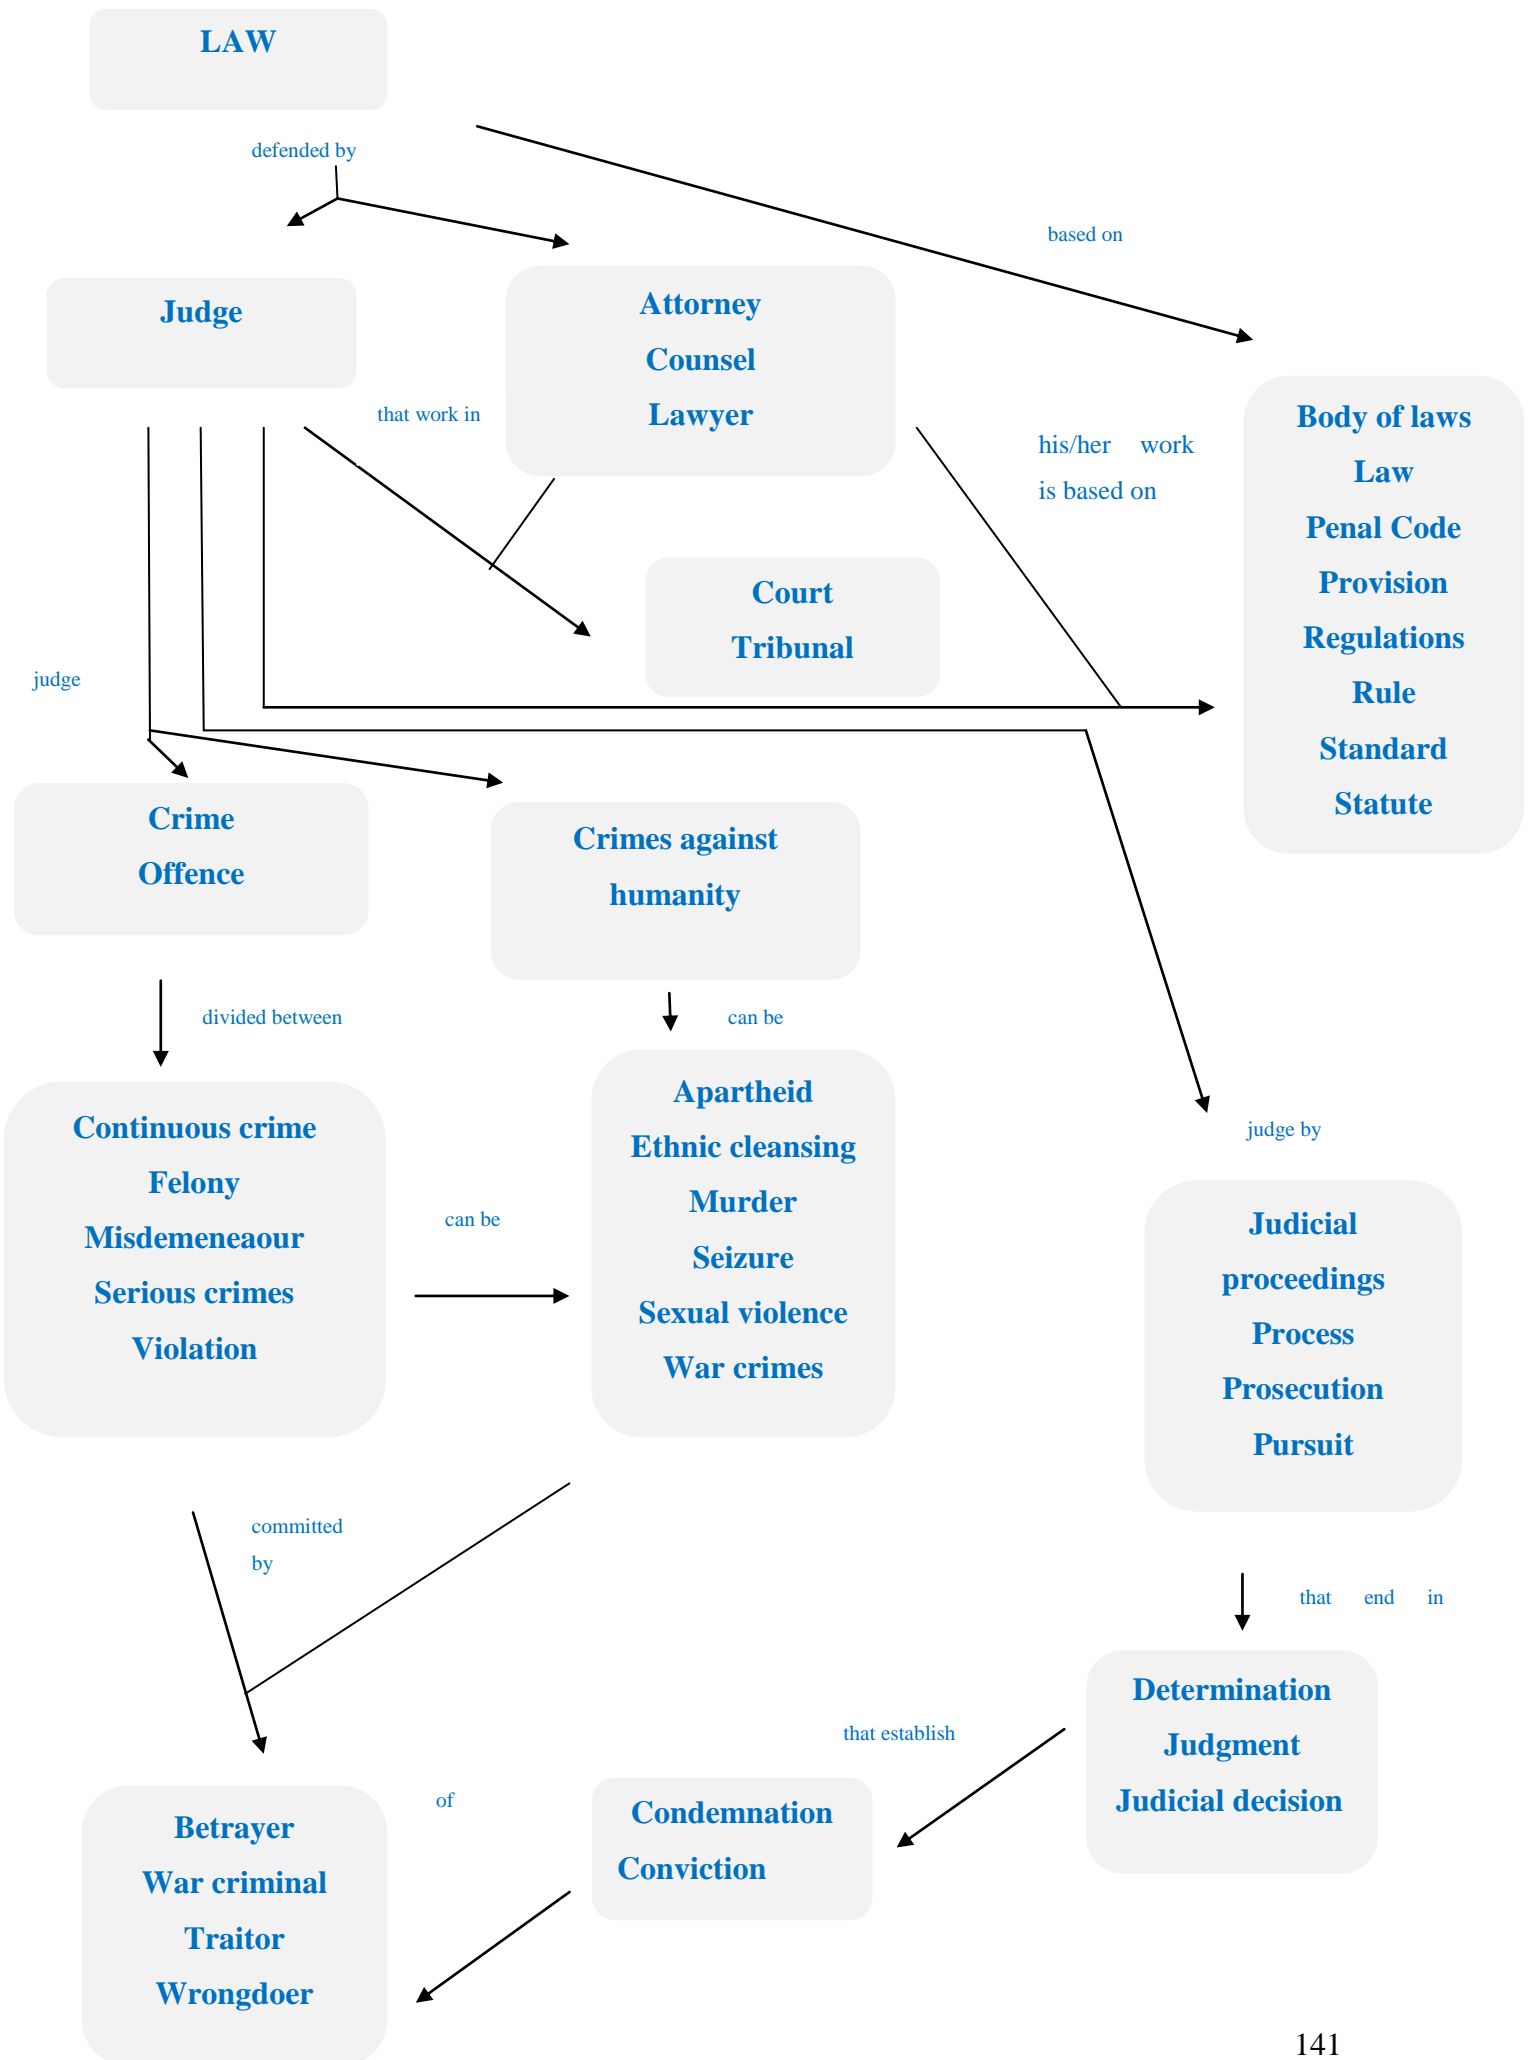 LAW
defended by
based on
Judge
Attorney
Counsel
Lawyer
that work in
his/her work
is based on
Body of laws
Law
Penal Code
Provision
Regulations
Rule
Standard
Statute
Court
Tribunal
judge
Crime
Offence
Crimes against
humanity
divided between
can be
Continuous crime
Felony
Misdemeneaour
Serious crimes
Violation
can be
Apartheid
Ethnic cleansing
Murder
Seizure
Sexual violence
War crimes
judge by
Judicial
proceedings
Process
Prosecution
Pursuit
committed
by
that end in
Determination
Judgment
Judicial decision
that establish
of
Condemnation
Conviction
Betrayer
War criminal
Traitor
Wrongdoer
141